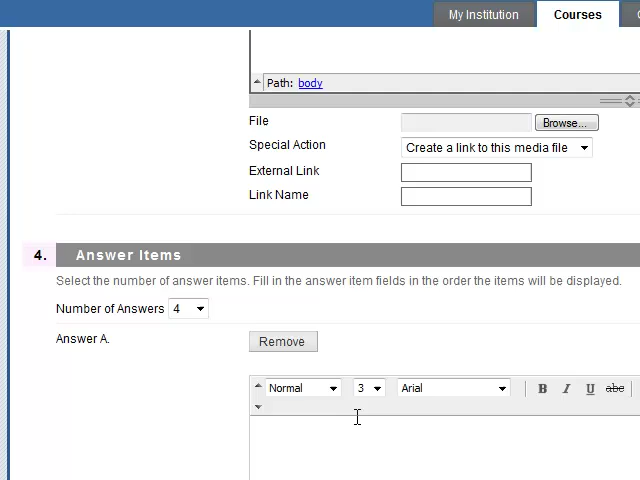 My Institution Courses
Path: body
File Browse...
Special Action Create a link to this media file
External Link
Link Name
4. Answer Items
Select the number of answer items. Fill in the answer item fields in the order the items will be displayed.
Number of Answers 4
Answer A. Remove
Normal 3 Arial B I U abc